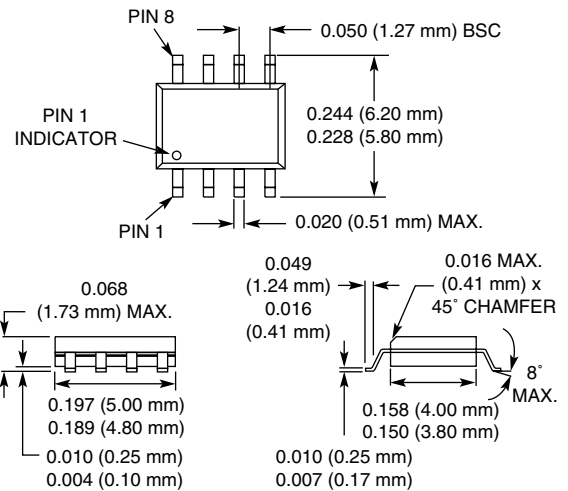 PIN 8
0.050 (1.27 mm) BSC
PIN 1
INDICATOR
0.244 (6.20 mm)
0.228 (5.80 mm)
PIN 1
0.020 (0.51 mm) MAX.
0.068
(1.73 mm) MAX.
0.197 (5.00 mm)
0.189 (4.80 mm)
0.010 (0.25 mm)
0.004 (0.10 mm)
0.049
(1.24 mm)
0.016
(0.41 mm)
0.016 MAX.
(0.41 mm) x
45° CHAMFER
8°
MAX.
0.158 (4.00 mm)
0.150 (3.80 mm)
0.010 (0.25 mm)
0.007 (0.17 mm)